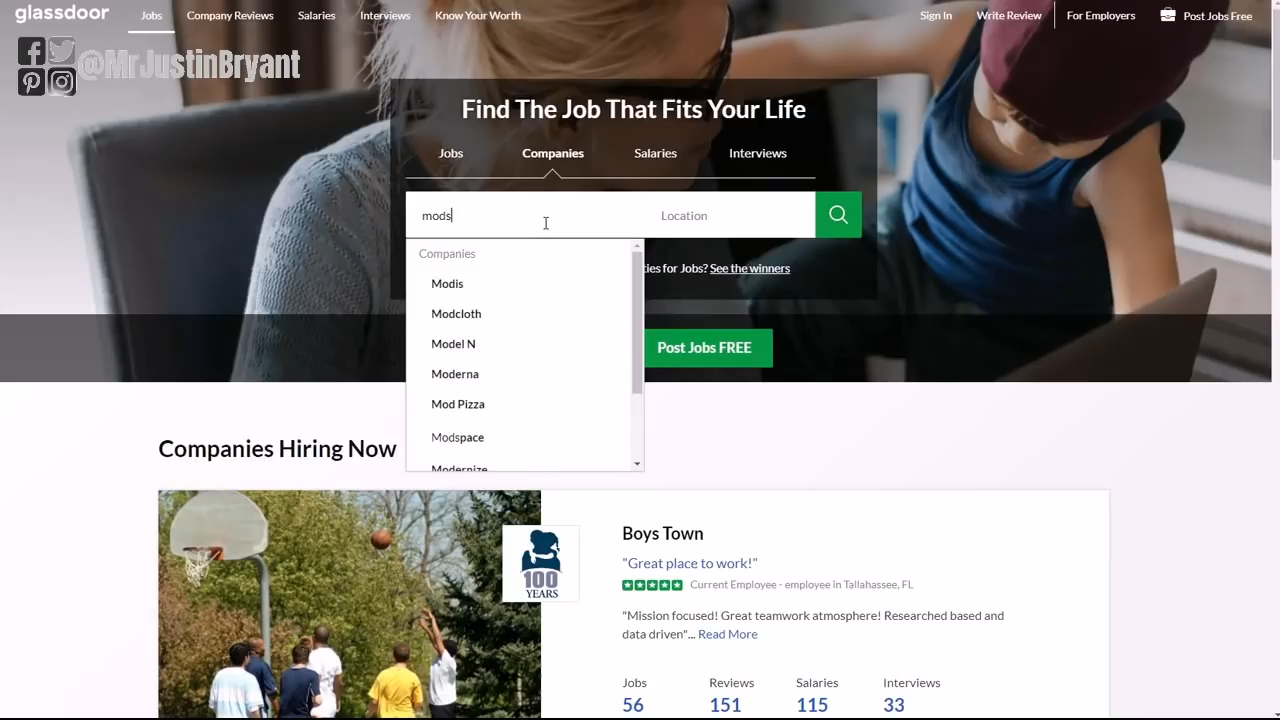 glassdoor
Jobs
Company Reviews
Salaries
Interviews
Know Your Worth
Sign In
Write Review
For Employers
Post Jobs Free
@MrJustinBryant
Find The Job That Fits Your Life
Jobs
Companies
Salaries
Interviews
mods
Location
Companies
ties for Jobs? See the winners
Modis
Modcloth
Model N
Post Jobs FREE
Moderna
Mod Pizza
Modspace
Modernize
Companies Hiring Now
100
YEARS
Boys Town
"Great place to work!"
Current Employee - employee in Tallahassee, FL
"Mission focused! Great teamwork atmosphere! Researched based and
data driven"... Read More
Jobs
Reviews
Salaries
Interviews
56
151
115
33